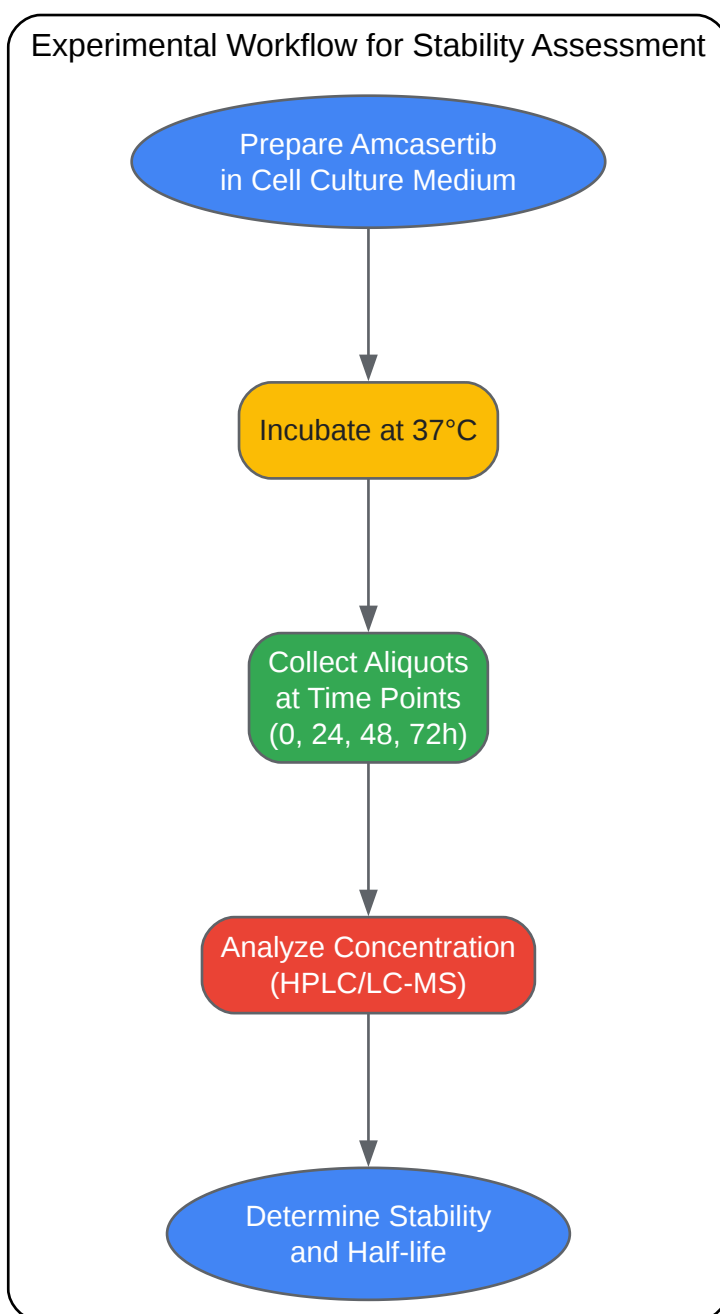 Experimental Workflow for Stability Assessment
Prepare Amcasertib
in Cell Culture Medium
Incubate at 37°C
Collect Aliquots
at Time Points
(0, 24, 48, 72h)
Analyze Concentration
(HPLC/LC-MS)
Determine Stability
and Half-life